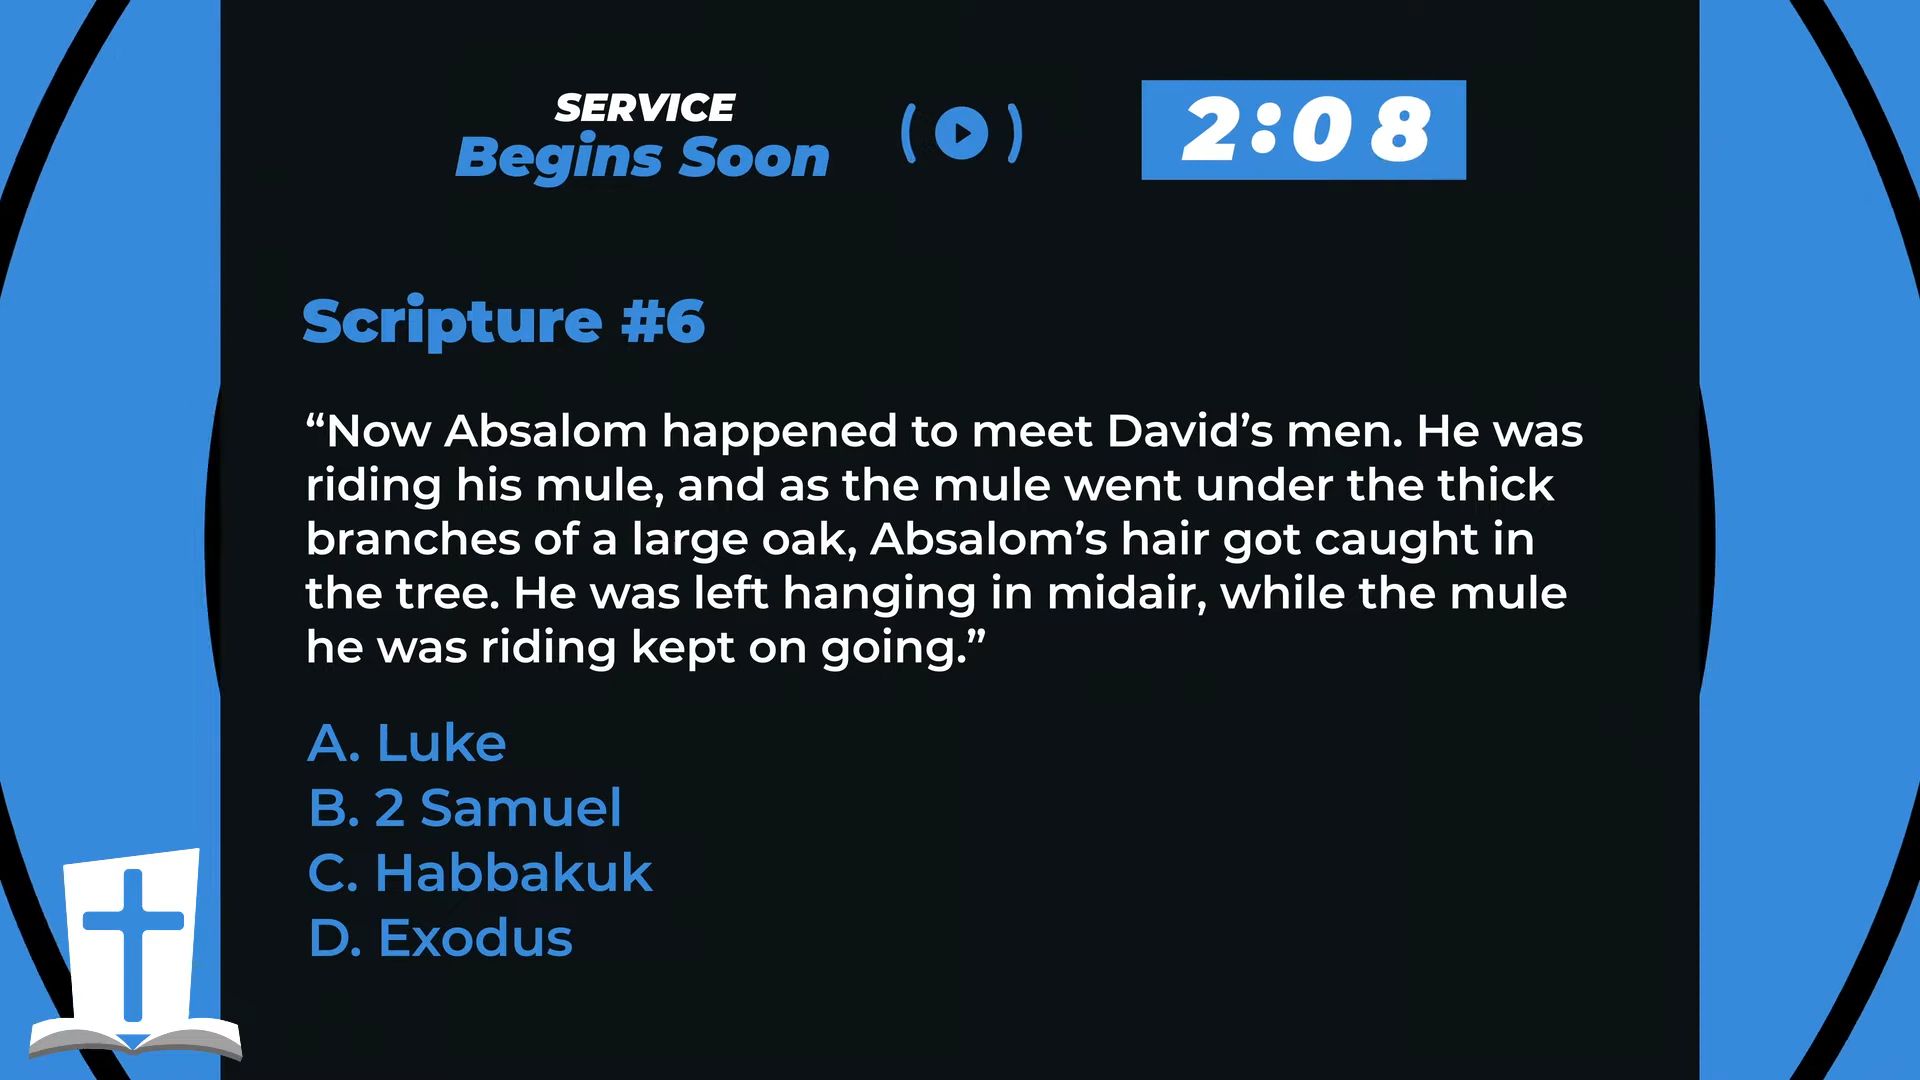 SERVICE
Begins Soon
2:08
Scripture #6
“Now Absalom happened to meet David’s men. He was
riding his mule, and as the mule went under the thick
branches of a large oak, Absalom’s hair got caught in
the tree. He was left hanging in midair, while the mule
he was riding kept on going.”
A. Luke
B. 2 Samuel
C. Habbakuk
D. Exodus